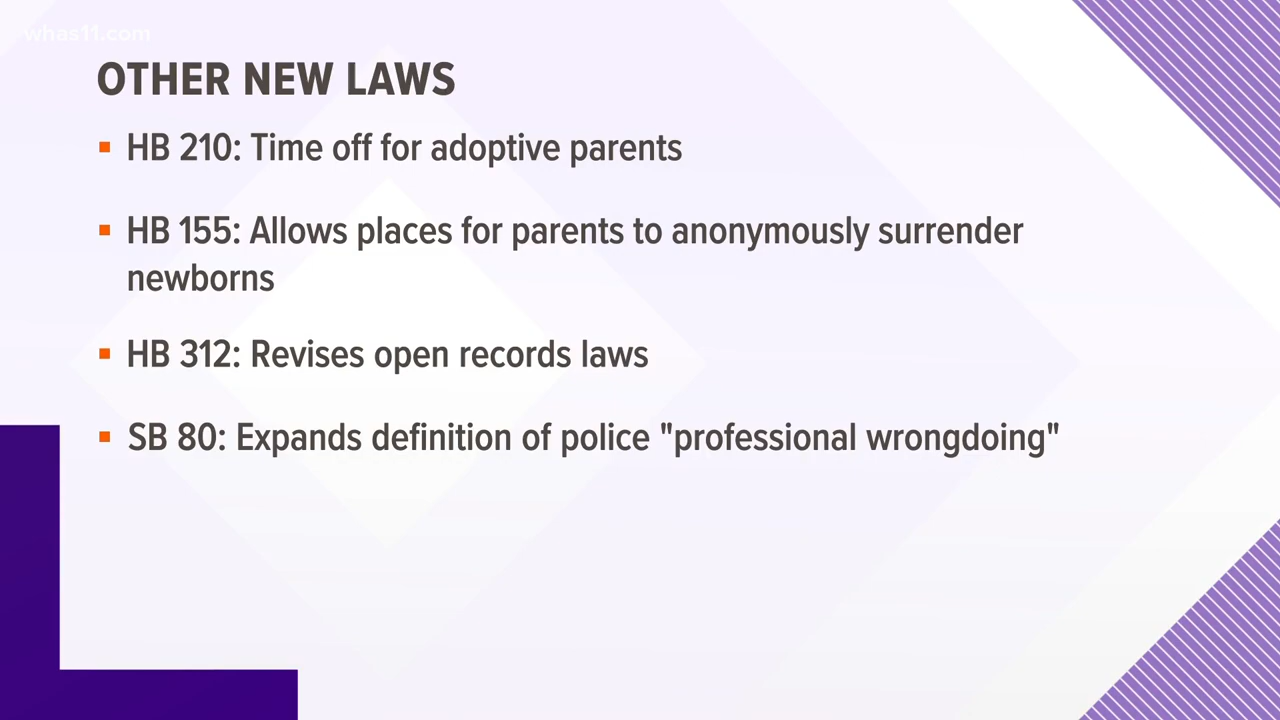 whas11.com
OTHER NEW LAWS
▪ HB 210: Time off for adoptive parents
▪ HB 155: Allows places for parents to anonymously surrender
newborns
▪ HB 312: Revises open records laws
▪ SB 80: Expands definition of police "professional wrongdoing"